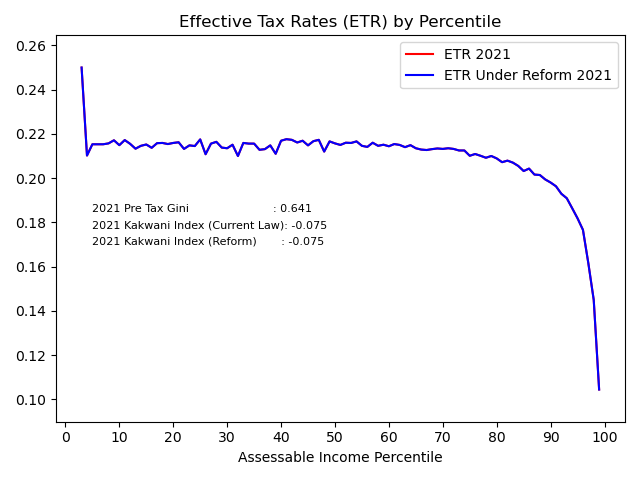 Effective Tax Rates (ETR) by Percentile
ETR 2021
ETR Under Reform 2021
0.26
0.24
0.22
0.20
0.18
0.16
0.14
0.12
0.10
2021 Pre Tax Gini : 0.641
2021 Kakwani Index (Current Law): -0.075
2021 Kakwani Index (Reform) : -0.075
0 10 20 30 40 50 60 70 80 90 100
Assessable Income Percentile